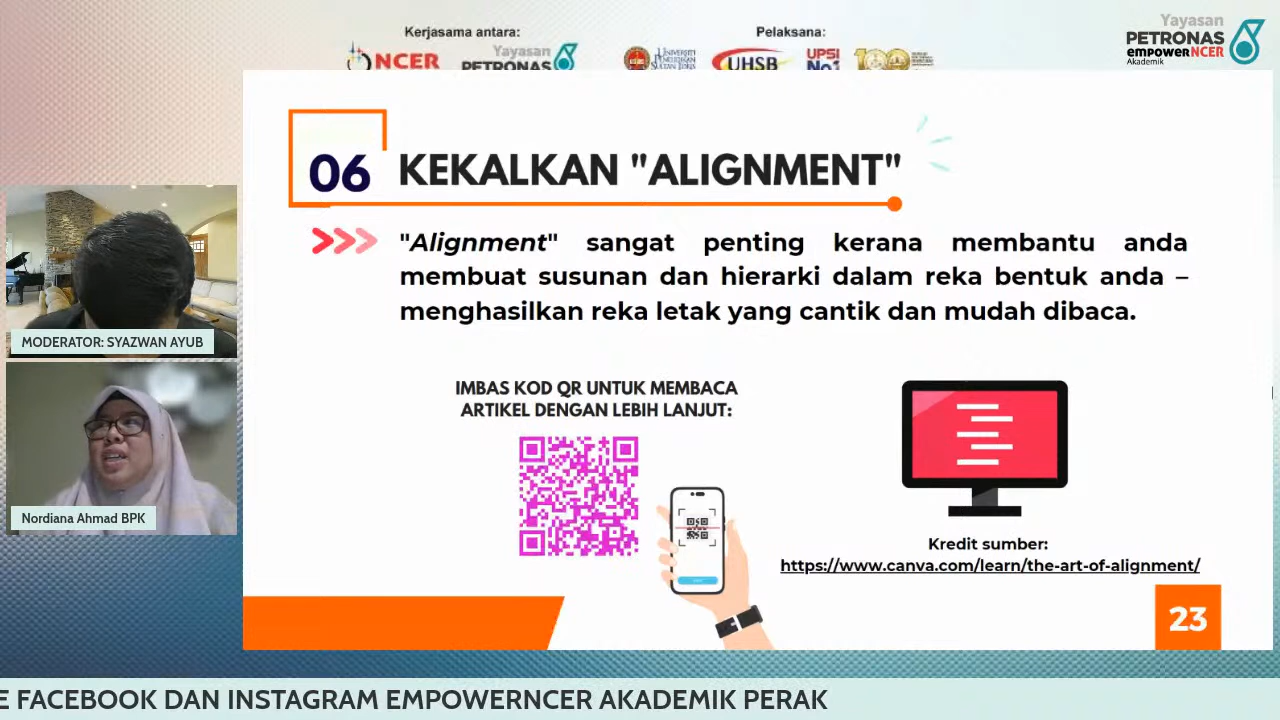 Kerjasama antara:
Pelaksana:
NCER
Yayasan
PETRONAS
UNIVERSITI
UHSB
UPSI
No1
100
Yayasan
PETRONAS
empowerNCER
Akademik
06
KEKALKAN "ALIGNMENT"
"Alignment" sangat penting kerana membantu anda
membuat susunan dan hierarki dalam reka bentuk anda –
menghasilkan reka letak yang cantik dan mudah dibaca.
MODERATOR: SYAZWAN AYUB
Nordiana Ahmad BPK
IMBAS KOD QR UNTUK MEMBACA
ARTIKEL DENGAN LEBIH LANJUT:
Kredit sumber:
https://www.canva.com/learn/the-art-of-alignment/
23
E FACEBOOK DAN INSTAGRAM EMPOWERNCER AKADEMIK PERAK